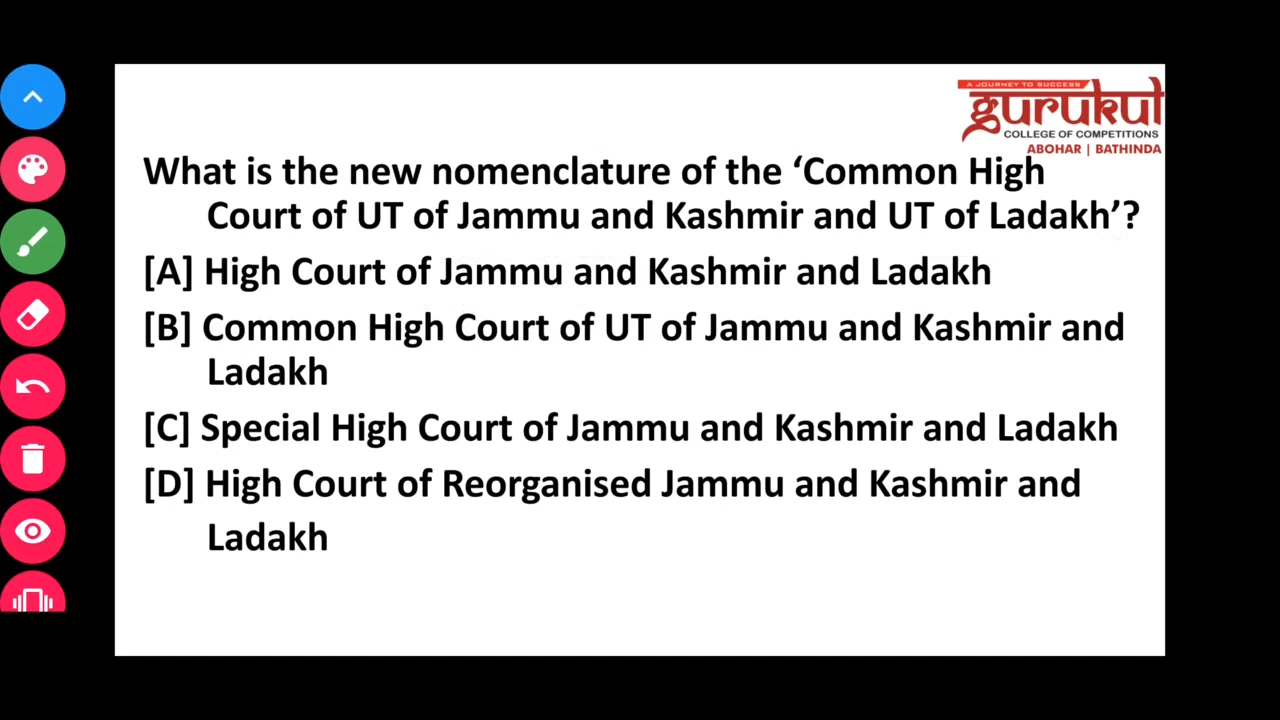 A JOURNEY TO SUCCESS
gurukul
COLLEGE OF COMPETITIONS
ABOHAR | BATHINDA
What is the new nomenclature of the ‘Common High
Court of UT of Jammu and Kashmir and UT of Ladakh’?
[A] High Court of Jammu and Kashmir and Ladakh
[B] Common High Court of UT of Jammu and Kashmir and
Ladakh
[C] Special High Court of Jammu and Kashmir and Ladakh
[D] High Court of Reorganised Jammu and Kashmir and
Ladakh